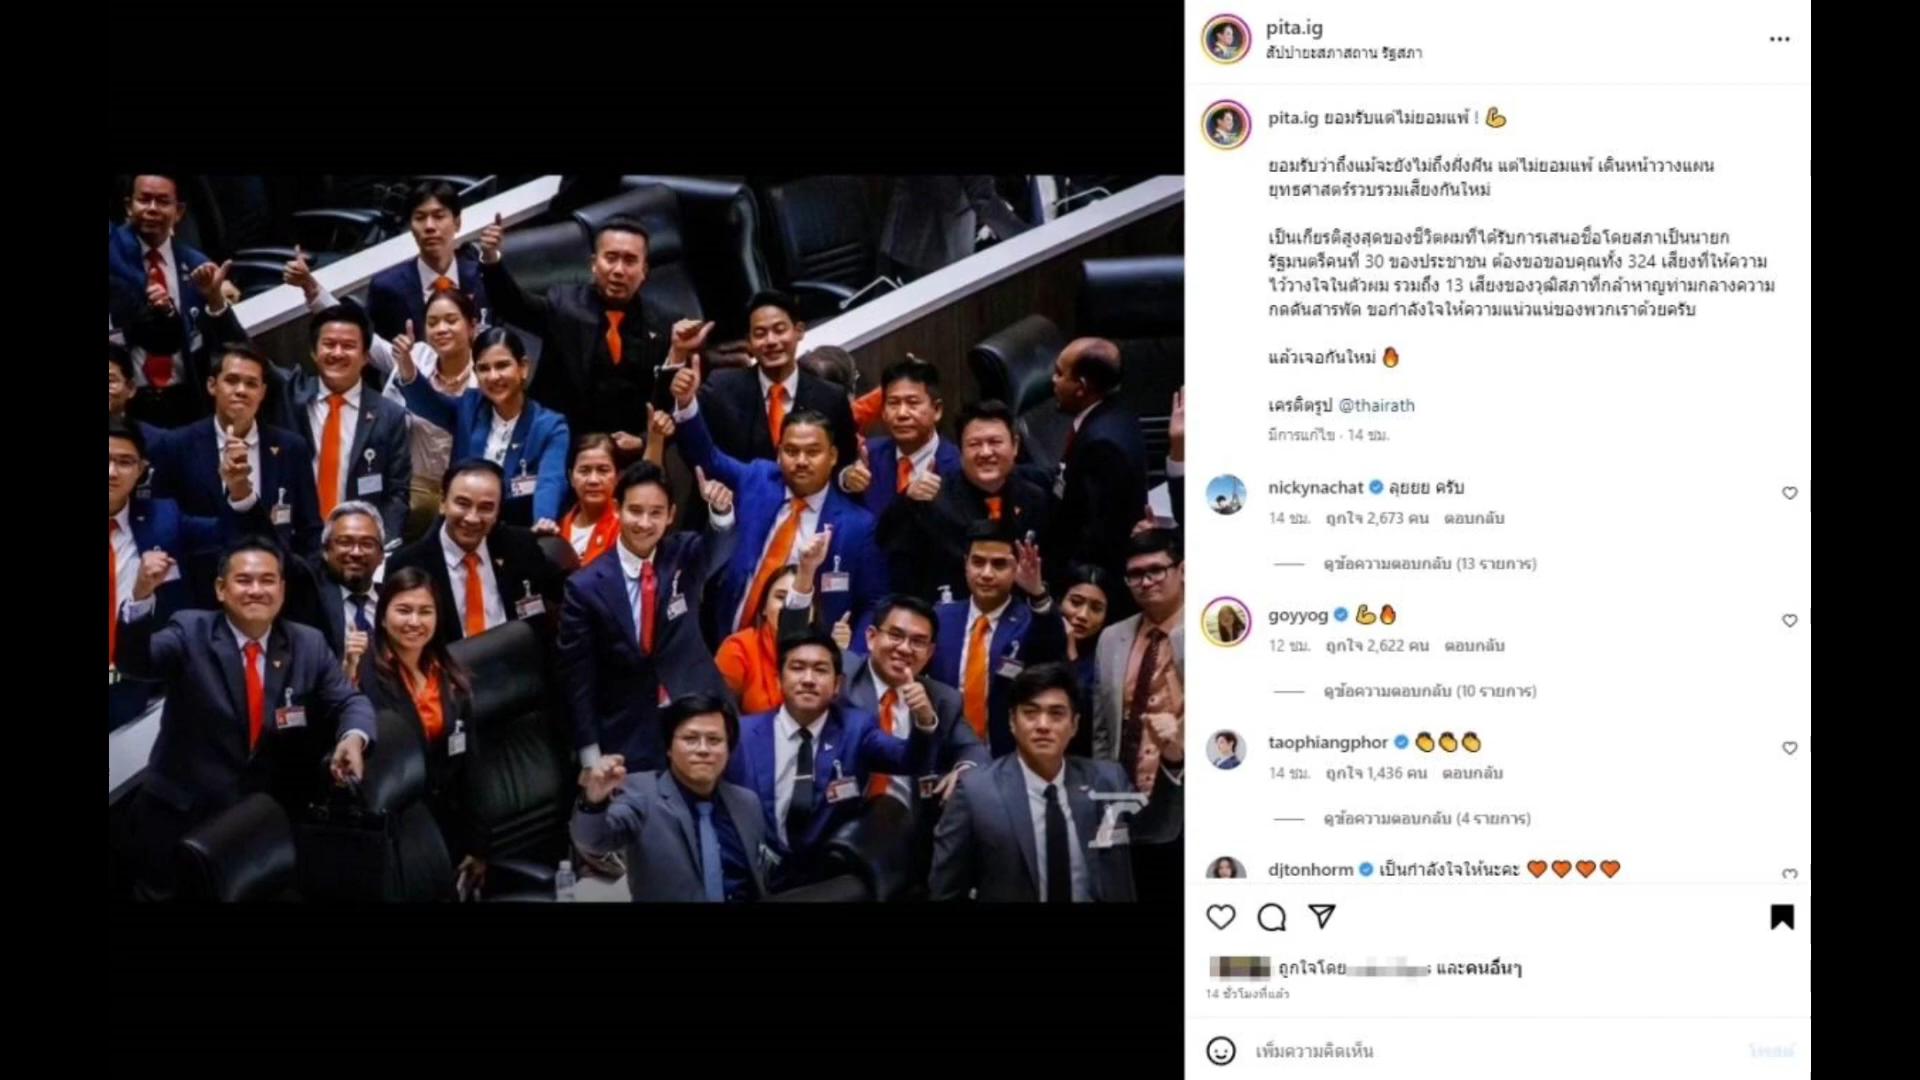 pita.ig
สัปปายะสภาสถาน รัฐสภา
pita.ig ยอมรับแต่ไม่ยอมแพ้ ! 💪
ยอมรับว่าถึงแม้จะยังไม่ถึงฝั่งฝัน แต่ไม่ยอมแพ้ เดินหน้าวางแผน
ยุทธศาสตร์รวบรวมเสียงกันใหม่
เป็นเกียรติสูงสุดของชีวิตผมที่ได้รับการเสนอชื่อโดยสภาเป็นนายก
รัฐมนตรีคนที่ 30 ของประชาชน ต้องขอขอบคุณทั้ง 324 เสียงที่ให้ความ
ไว้วางใจในตัวผม รวมถึง 13 เสียงของวุฒิสภาที่กล้าหาญท่ามกลางความ
กดดันสารพัด ขอกำลังใจให้ความแน่วแน่ของพวกเราด้วยครับ
แล้วเจอกันใหม่ 🔥
เครดิตรูป @thairath
มีการแก้ไข · 14 ชม.
nickynachat ลุยยย ครับ
14 ชม. ถูกใจ 2,673 คน ตอบกลับ
ดูข้อความตอบกลับ (13 รายการ)
goyyog 💪🔥
12 ชม. ถูกใจ 2,622 คน ตอบกลับ
ดูข้อความตอบกลับ (10 รายการ)
taophiangphor 👏👏👏
14 ชม. ถูกใจ 1,436 คน ตอบกลับ
ดูข้อความตอบกลับ (4 รายการ)
djtonhorm เป็นกำลังใจให้นะคะ 🧡🧡🧡🧡
ถูกใจโดย และคนอื่นๆ
14 ชั่วโมงที่แล้ว
เพิ่มความคิดเห็น
โพสต์